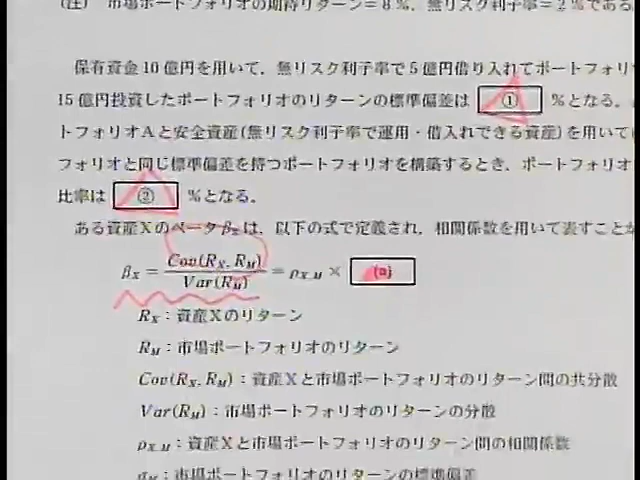 (注) 市場ポートフォリオの期待リターン=8%,無リスク利子率=2%である
保有資金10億円を用いて,無リスク利子率で5億円借り入れてポートフォリ
15億円投資したポートフォリオのリターンの標準偏差は ① %となる。
トフォリオAと安全資産(無リスク利子率で運用・借入れできる資産)を用いて
フォリオと同じ標準偏差を持つポートフォリオを構築するとき,ポートフォリオ
比率は ② %となる。
ある資産Xのベータβxは,以下の式で定義され,相関係数を用いて表すことが
βX = Cov(RX, RM) / Var(RM) = ρX,M × (a)
RX:資産Xのリターン
RM:市場ポートフォリオのリターン
Cov(RX, RM):資産Xと市場ポートフォリオのリターン間の共分散
Var(RM):市場ポートフォリオのリターンの分散
ρX,M:資産Xと市場ポートフォリオのリターン間の相関係数
σM:市場ポートフォリオのリターンの標準偏差